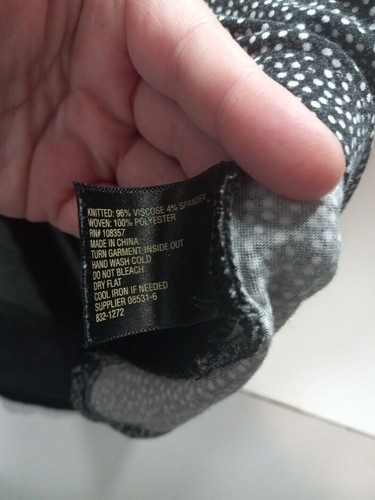 KNITTED: 96% VISCOSE 4% SPANDEX
WOVEN: 100% POLYESTER
RN# 108357
MADE IN CHINA
TURN GARMENT INSIDE OUT
HAND WASH COLD
DO NOT BLEACH
DRY FLAT
COOL IRON IF NEEDED
SUPPLIER 08531-6
832-1272